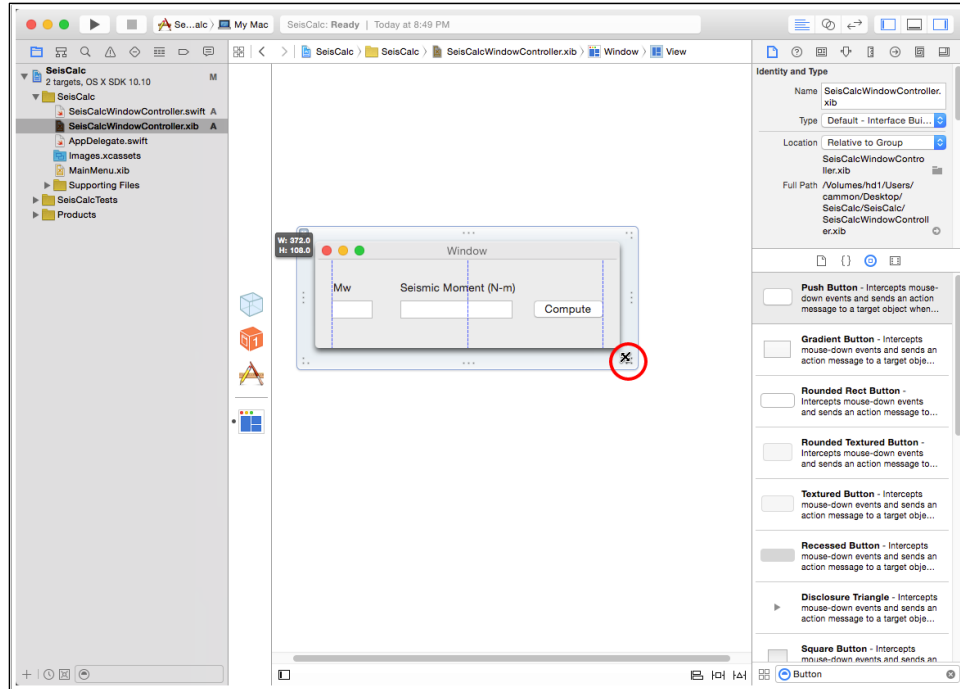 Se...alc
My Mac
SeisCalc: Ready | Today at 8:49 PM
SeisCalc
SeisCalc
SeisCalcWindowController.xib
Window
View
SeisCalc
M
2 targets, OS X SDK 10.10
SeisCalc
SeisCalcWindowController.swift A
SeisCalcWindowController.xib A
AppDelegate.swift
Images.xcassets
MainMenu.xib
Supporting Files
SeisCalcTests
Products
W: 372.0
H: 108.0
Window
Mw
Seismic Moment (N-m)
Compute
Identity and Type
Name SeisCalcWindowController.
xib
Type Default - Interface Bui...
Location Relative to Group
SeisCalcWindowContro
ller.xib
Full Path /Volumes/hd1/Users/
cammon/Desktop/
SeisCalc/SeisCalc/
SeisCalcWindowControll
er.xib
{}
Push Button - Intercepts mouse-
down events and sends an action
message to a target object when...
Gradient Button - Intercepts
mouse-down events and sends an
action message to a target obje...
Rounded Rect Button -
Intercepts mouse-down events
and sends an action message to...
Rounded Textured Button -
Intercepts mouse-down events
and sends an action message to...
Textured Button - Intercepts
mouse-down events and sends an
action message to a target obje...
Recessed Button - Intercepts
mouse-down events and sends an
action message to a target obje...
Disclosure Triangle - Intercepts
mouse-down events and sends an
action message to a target obje...
Square Button - Intercepts
mouse-down events and sends an
Button